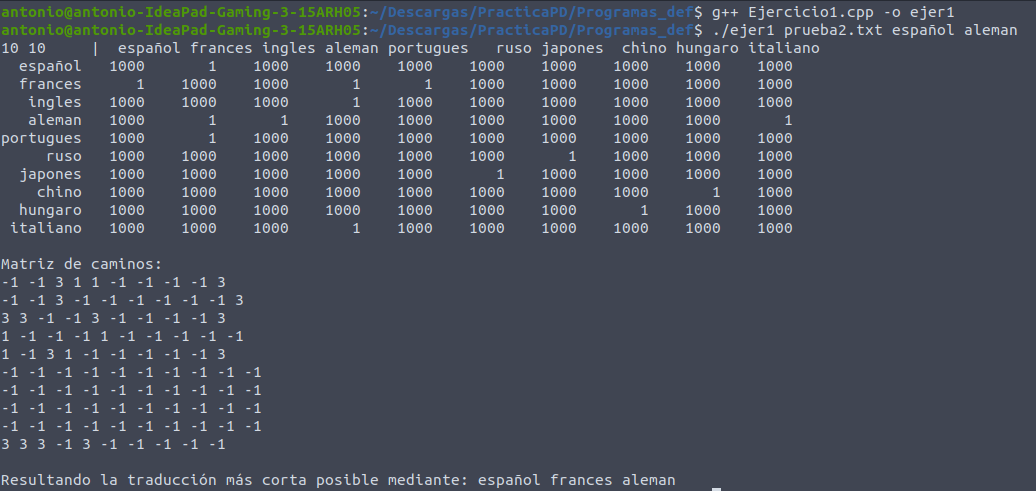 antonio@antonio-IdeaPad-Gaming-3-15ARH05:~/Descargas/PracticaPD/Programas_def$ g++ Ejercicio1.cpp -o ejer1
antonio@antonio-IdeaPad-Gaming-3-15ARH05:~/Descargas/PracticaPD/Programas_def$ ./ejer1 prueba2.txt español aleman
10 10 | español frances ingles aleman portugues ruso japones chino hungaro italiano
español 1000 1 1000 1000 1000 1000 1000 1000 1000 1000
frances 1 1000 1000 1 1 1000 1000 1000 1000 1000
ingles 1000 1000 1000 1 1000 1000 1000 1000 1000 1000
aleman 1000 1 1 1000 1000 1000 1000 1000 1000 1
portugues 1000 1 1000 1000 1000 1000 1000 1000 1000 1000
ruso 1000 1000 1000 1000 1000 1000 1 1000 1000 1000
japones 1000 1000 1000 1000 1000 1 1000 1000 1000 1000
chino 1000 1000 1000 1000 1000 1000 1000 1000 1 1000
hungaro 1000 1000 1000 1000 1000 1000 1000 1 1000 1000
italiano 1000 1000 1000 1 1000 1000 1000 1000 1000 1000
Matriz de caminos:
-1 -1 3 1 1 -1 -1 -1 -1 3
-1 -1 3 -1 -1 -1 -1 -1 -1 3
3 3 -1 -1 3 -1 -1 -1 -1 3
1 -1 -1 -1 1 -1 -1 -1 -1 -1
1 -1 3 1 -1 -1 -1 -1 -1 3
-1 -1 -1 -1 -1 -1 -1 -1 -1 -1
-1 -1 -1 -1 -1 -1 -1 -1 -1 -1
-1 -1 -1 -1 -1 -1 -1 -1 -1 -1
-1 -1 -1 -1 -1 -1 -1 -1 -1 -1
3 3 3 -1 3 -1 -1 -1 -1 -1
Resultando la traducción más corta posible mediante: español frances aleman